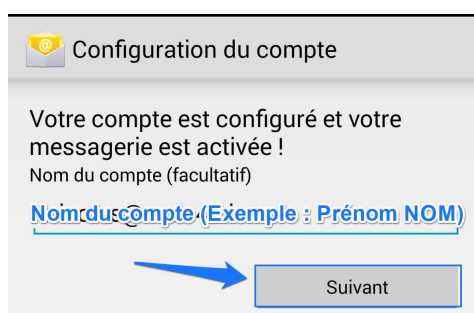 Configuration du compte
Votre compte est configuré et votre
messagerie est activée !
Nom du compte (facultatif)
Nom du compte (Exemple : Prénom NOM)
Suivant